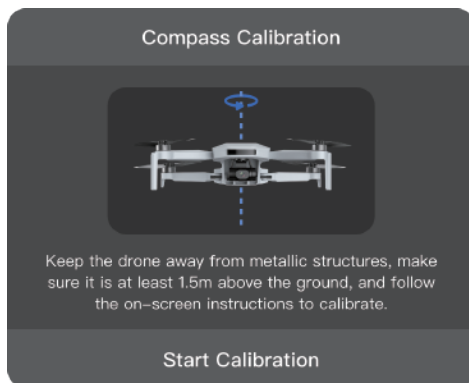 Compass Calibration
Keep the drone away from metallic structures, make
sure it is at least 1.5m above the ground, and follow
the on-screen instructions to calibrate.
Start Calibration